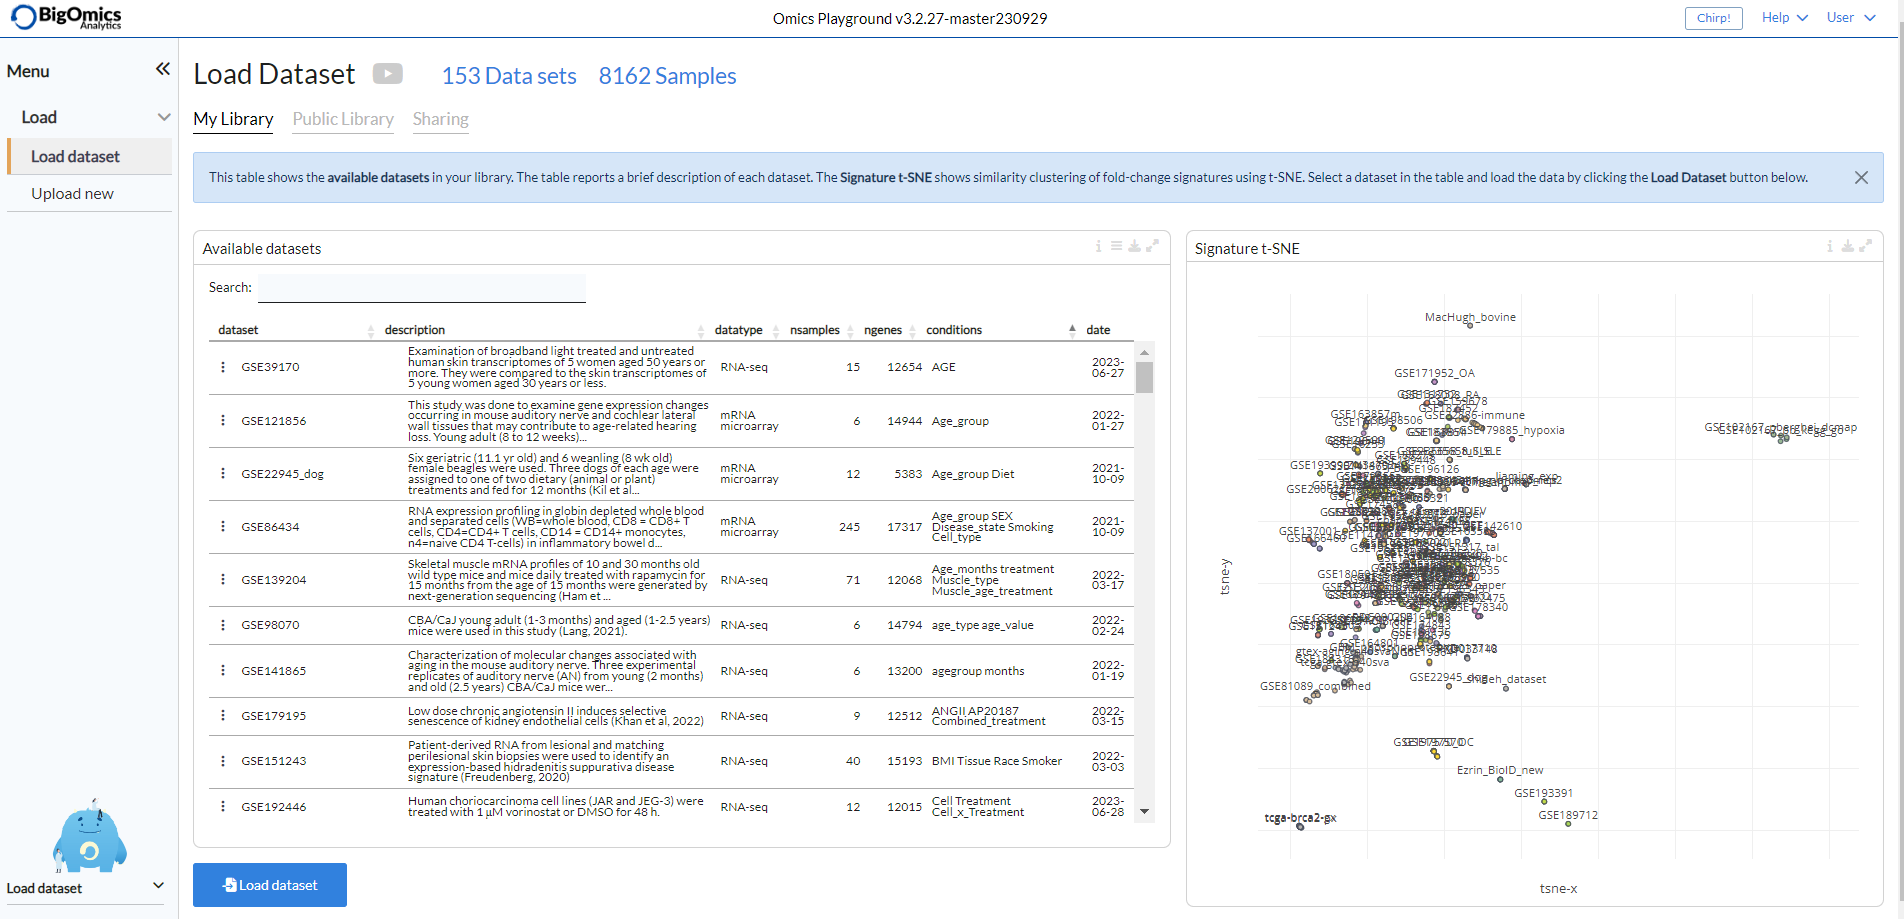 BigOmics
Analytics
Omics Playground v3.2.27-master230929
Chirp!
Help
User
Menu
Load
Load dataset
Upload new
Load Dataset
153 Data sets
8162 Samples
My Library
Public Library
Sharing
This table shows the available datasets in your library. The table reports a brief description of each dataset. The Signature t-SNE shows similarity clustering of fold-change signatures using t-SNE. Select a dataset in the table and load the data by clicking the Load Dataset button below.
Available datasets
Search:
dataset description datatype nsamples ngenes conditions date
GSE39170
Examination of broadband light treated and untreated
human skin transcriptomes of 5 women aged 50 years or
more. They were compared to the skin transcriptomes of
5 young women aged 30 years or less.
RNA-seq
15
12654
AGE
2023-
06-27
GSE121856
This study was done to examine gene expression changes
occurring in mouse auditory nerve and cochlear lateral
wall tissues that may contribute to age-related hearing
loss. Young adult (8 to 12 weeks)...
mRNA
microarray
6
14944
Age_group
2022-
01-27
GSE22945_dog
Six geriatric (11.1 yr old) and 6 weanling (8 wk old)
female beagles were used. Three dogs of each age were
assigned to one of two dietary (animal or plant)
treatments and fed for 12 months (Kil et al...
mRNA
microarray
12
5383
Age_group Diet
2021-
10-09
GSE86434
RNA expression profiling in globin depleted whole blood
and separated cells (WB=whole blood, CD8 = CD8+ T
cells, CD4=CD4+ T cells, CD14 = CD14+ monocytes,
n4=naive CD4 T-cells) in inflammatory bowel d...
mRNA
microarray
245
17317
Age_group SEX
Disease_state Smoking
Cell_type
2021-
10-09
GSE139204
Skeletal muscle mRNA profiles of 10 and 30 months old
wild type mice and mice daily treated with rapamycin for
15 months from the age of 15 months were generated by
next-generation sequencing (Ham et ...
RNA-seq
71
12068
Age_months treatment
Muscle_type
Muscle_age_treatment
2022-
03-17
GSE98070
CBA/CaJ young adult (1-3 months) and aged (1-2.5 years)
mice were used in this study (Lang, 2021).
RNA-seq
6
14794
age_type age_value
2022-
02-24
GSE141865
Characterization of molecular changes associated with
aging in the mouse auditory nerve. Three experimental
replicates of auditory nerve (AN) from young (2 months)
and old (2.5 years) CBA/CaJ mice wer...
RNA-seq
6
13200
agegroup months
2022-
01-19
GSE179195
Low dose chronic angiotensin II induces selective
senescence of kidney endothelial cells (Khan et al, 2022)
RNA-seq
9
12512
ANGII AP20187
Combined_treatment
2022-
03-15
GSE151243
Patient-derived RNA from lesional and matching
perilesional skin biopsies were used to identify an
expression-based hidradenitis suppurativa disease
signature (Freudenberg, 2020)
RNA-seq
40
15193
BMI Tissue Race Smoker
2022-
03-03
GSE192446
Human choriocarcinoma cell lines (JAR and JEG-3) were
treated with 1 µM vorinostat or DMSO for 48 h.
RNA-seq
12
12015
Cell Treatment
Cell_x_Treatment
2023-
06-28
Load dataset
Load dataset
Signature t-SNE
MacHugh_bovine
GSE171952_OA
GSE163857m
GSE196126
GSE178340
GSE164801
GSE81089_combined
GSE22945_dog
Ezrin_BioID_new
GSE193391
GSE189712
tcga-brca2-px
tsne-y
tsne-x